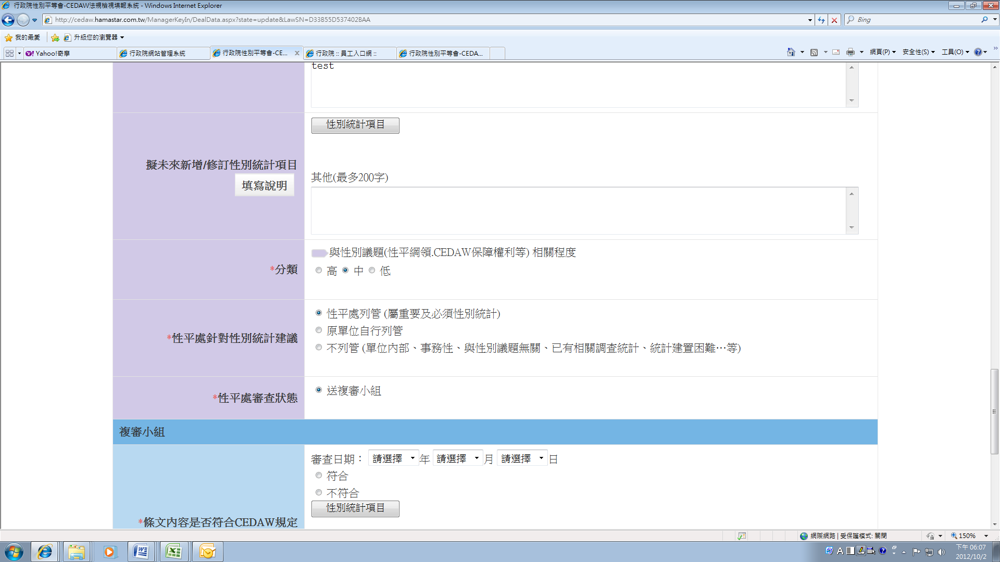 行政院性別平等會-CEDAW法規檢視填報系統 - Windows Internet Explorer
http://cedaw.hamastar.com.tw/ManagerKeyIn/DealData.aspx?state=update&LawSN=D33B55D537402BAA
Bing
我的最愛
升級您的瀏覽器
Yahoo!奇摩
行政院網站管理系統
行政院性別平等會-CE...
行政院 :: 員工入口網 ::
行政院性別平等會-CEDA...
網頁(P)
安全性(S)
工具(O)
test
性別統計項目
擬未來新增/修訂性別統計項目
填寫說明
其他(最多200字)
與性別議題(性平綱領.CEDAW保障權利等) 相關程度
*分類
高 中 低
性平處列管 (屬重要及必須性別統計)
*性平處針對性別統計建議
原單位自行列管
不列管 (單位內部、事務性、與性別議題無關、已有相關調查統計、統計建置困難…等)
*性平處審查狀態
送複審小組
複審小組
審查日期： 請選擇 年 請選擇 月 請選擇 日
符合
不符合
性別統計項目
*條文內容是否符合CEDAW規定
網際網路 | 受保護模式: 關閉
150%
下午 06:07
2012/10/2